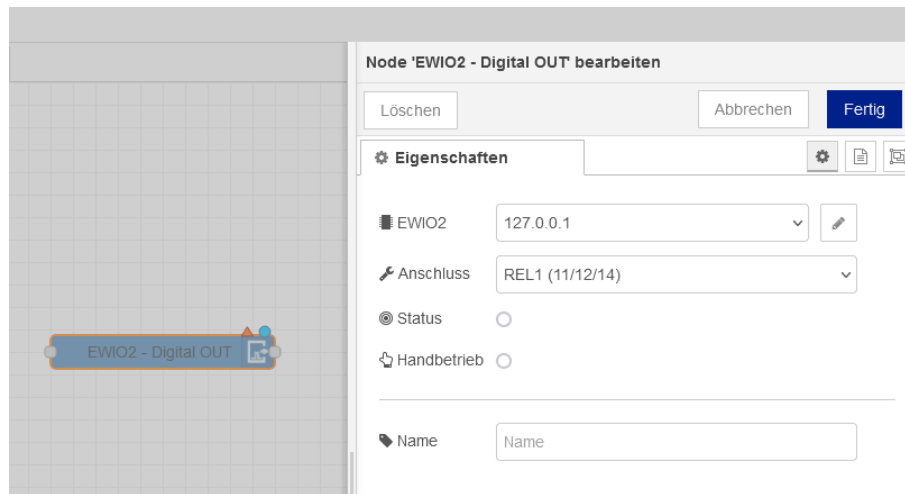 Node 'EWIO2 - Digital OUT' bearbeiten
Löschen
Abbrechen
Fertig
Eigenschaften
EWIO2
127.0.0.1
Anschluss
REL1 (11/12/14)
Status
EWIO2 - Digital OUT
Handbetrieb
Name
Name